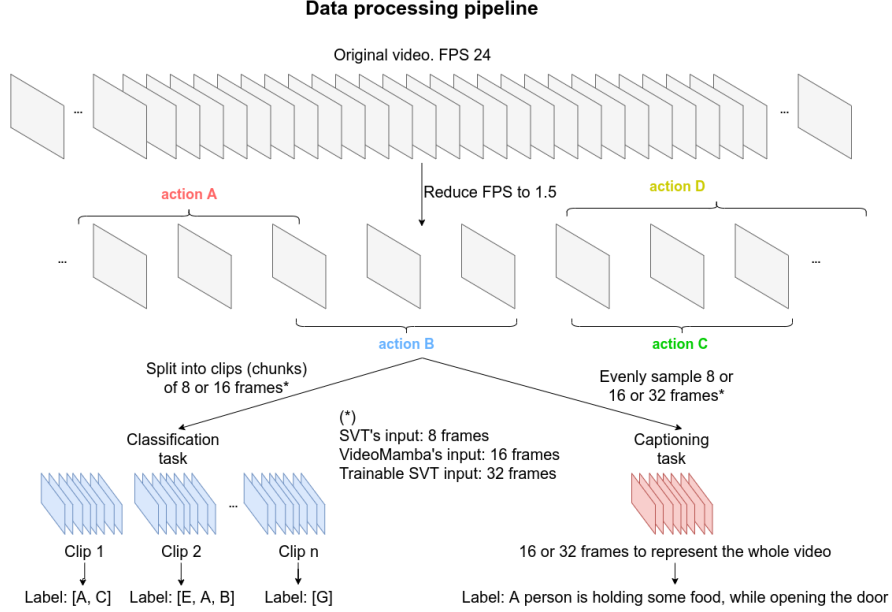 Data processing pipeline
Original video. FPS 24
... ...
Reduce FPS to 1.5
action A
action D
... ...
action B
action C
Split into clips (chunks)
of 8 or 16 frames*
Evenly sample 8 or
16 or 32 frames*
(*)
SVT's input: 8 frames
VideoMamba's input: 16 frames
Trainable SVT input: 32 frames
Classification
task
Captioning
task
...
Clip 1
Clip 2
Clip n
16 or 32 frames to represent the whole video
Label: [A, C]
Label: [E, A, B]
Label: [G]
Label: A person is holding some food, while opening the door